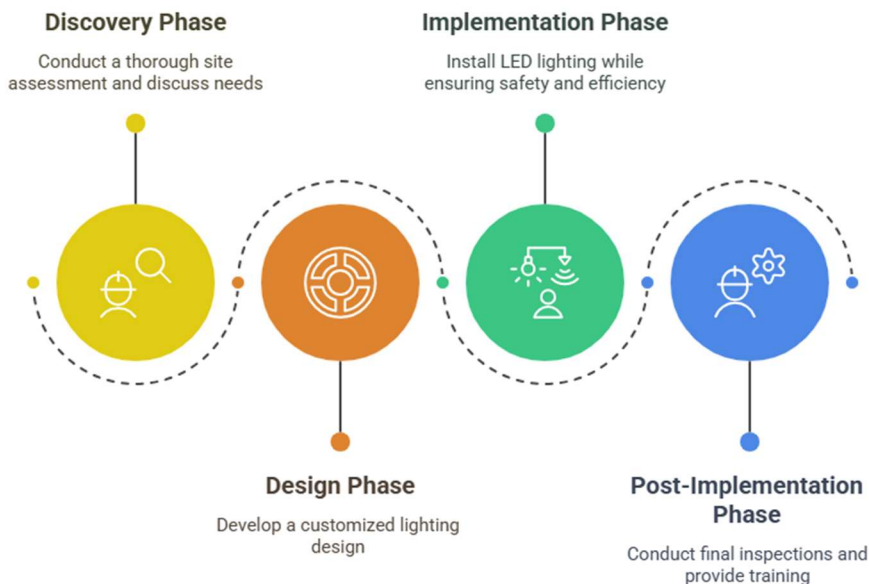 Discovery Phase
Conduct a thorough site
assessment and discuss needs
Implementation Phase
Install LED lighting while
ensuring safety and efficiency
Design Phase
Develop a customized lighting
design
Post-Implementation
Phase
Conduct final inspections and
provide training